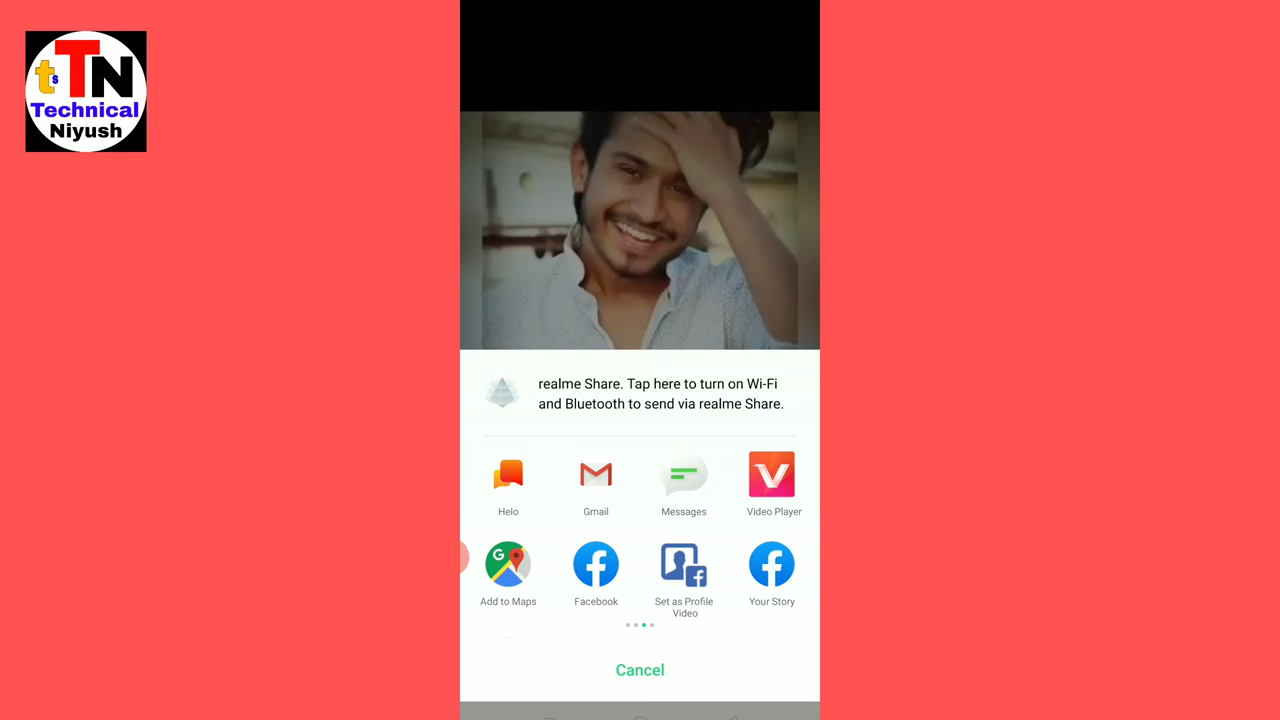 ts TN
Technical
Niyush
realme Share. Tap here to turn on Wi-Fi
and Bluetooth to send via realme Share.
Helo
Gmail
Messages
Video Player
Add to Maps
Facebook
Set as Profile
Video
Your Story
Cancel